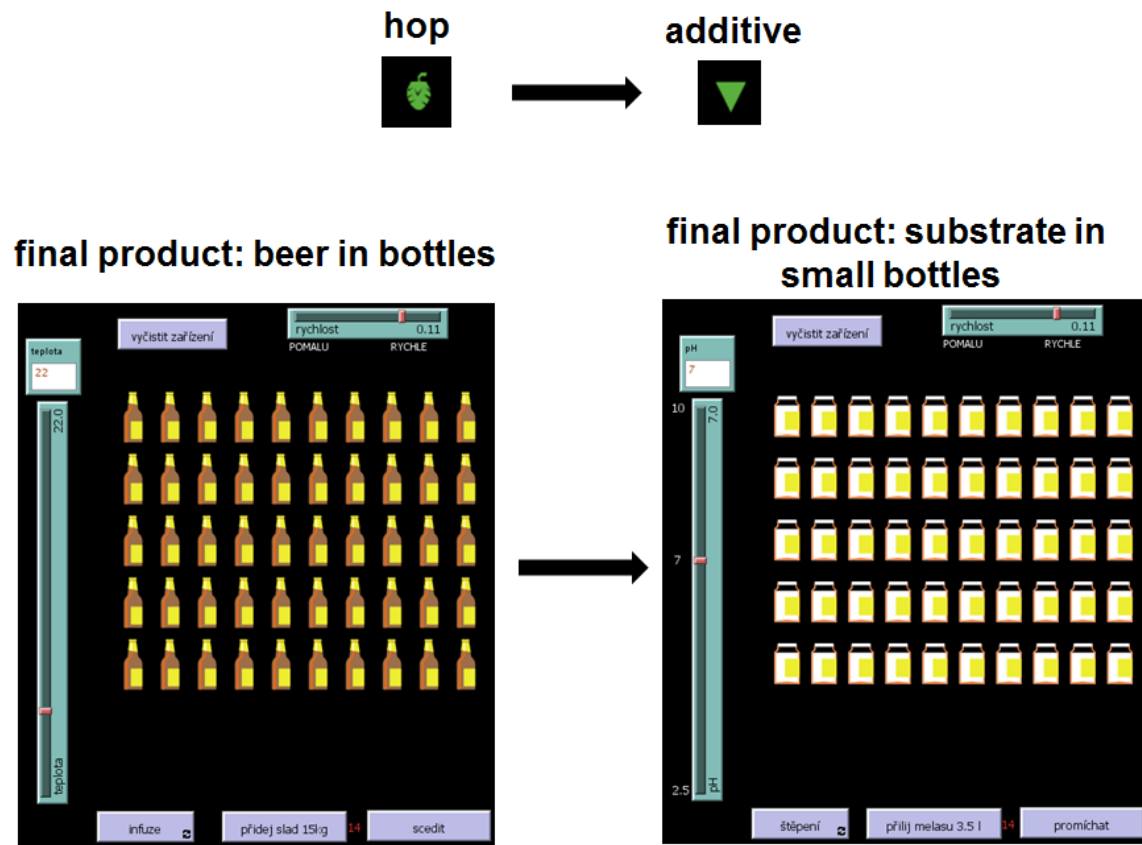 hop
additive
final product: beer in bottles
final product: substrate in
small bottles
vyčistit zařízení
rychlost 0.11
POMALU RYCHLE
teplota
22
22.0
teplota
infuze
přidej slad 15kg
14
scedit
vyčistit zařízení
rychlost 0.11
POMALU RYCHLE
pH
7
10
7.0
7
2.5
pH
štěpení
přilij melasu 3.5 l
14
promíchat